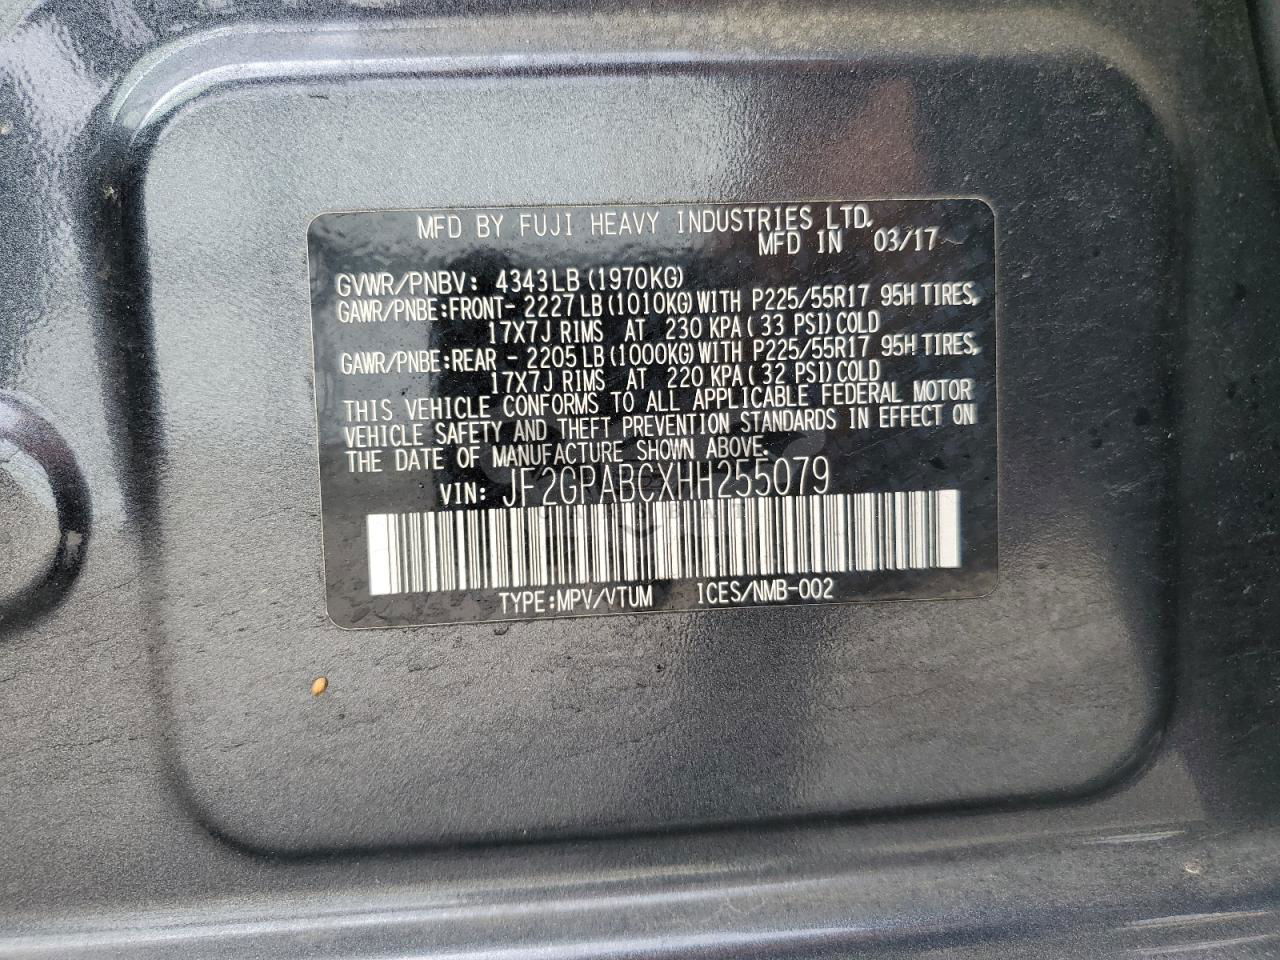 MFD BY FUJI HEAVY INDUSTRIES LTD.
MFD IN 03/17
GVWR/PNBV: 4343LB (1970KG)
GAWR/PNBE:FRONT- 2227LB (1010KG) WITH P225/55R17 95H TIRES,
17X7J RIMS AT 230 KPA( 33 PSI) COLD
GAWR/PNBE:REAR - 2205LB (1000KG) WITH P225/55R17 95H TIRES,
17X7J RIMS AT 220 KPA( 32 PSI) COLD
THIS VEHICLE CONFORMS TO ALL APPLICABLE FEDERAL MOTOR
VEHICLE SAFETY AND THEFT PREVENTION STANDARDS IN EFFECT ON
THE DATE OF MANUFACTURE SHOWN ABOVE.
VIN: JF2GPABCXHH255079
TYPE:MPV/VTUM ICES/NMB-002